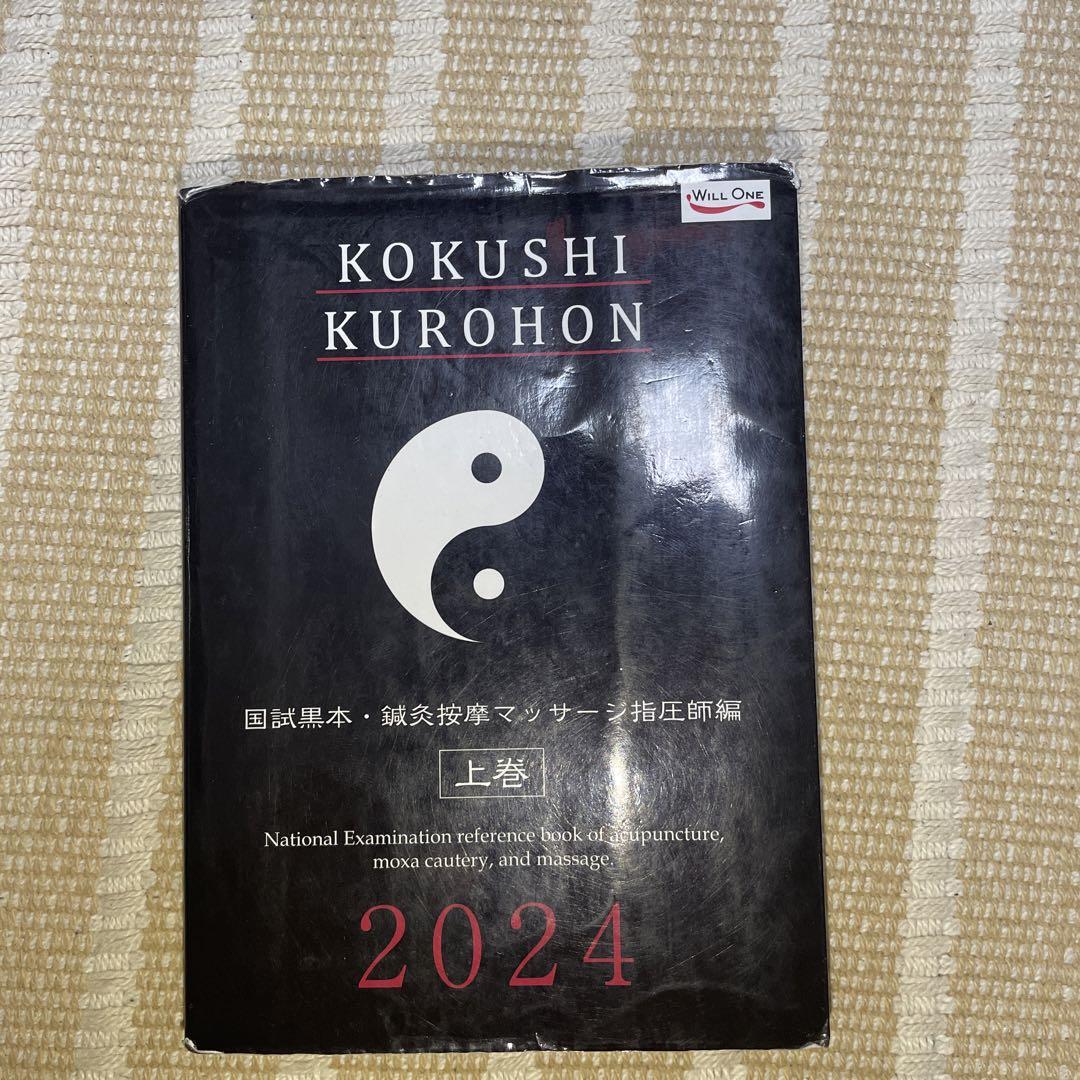 WILL ONE
KOKUSHI
KUROHON
国試黒本・鍼灸按摩マッサージ指圧師編
上巻
National Examination reference book of acupuncture,
moxa cautery, and massage.
2024